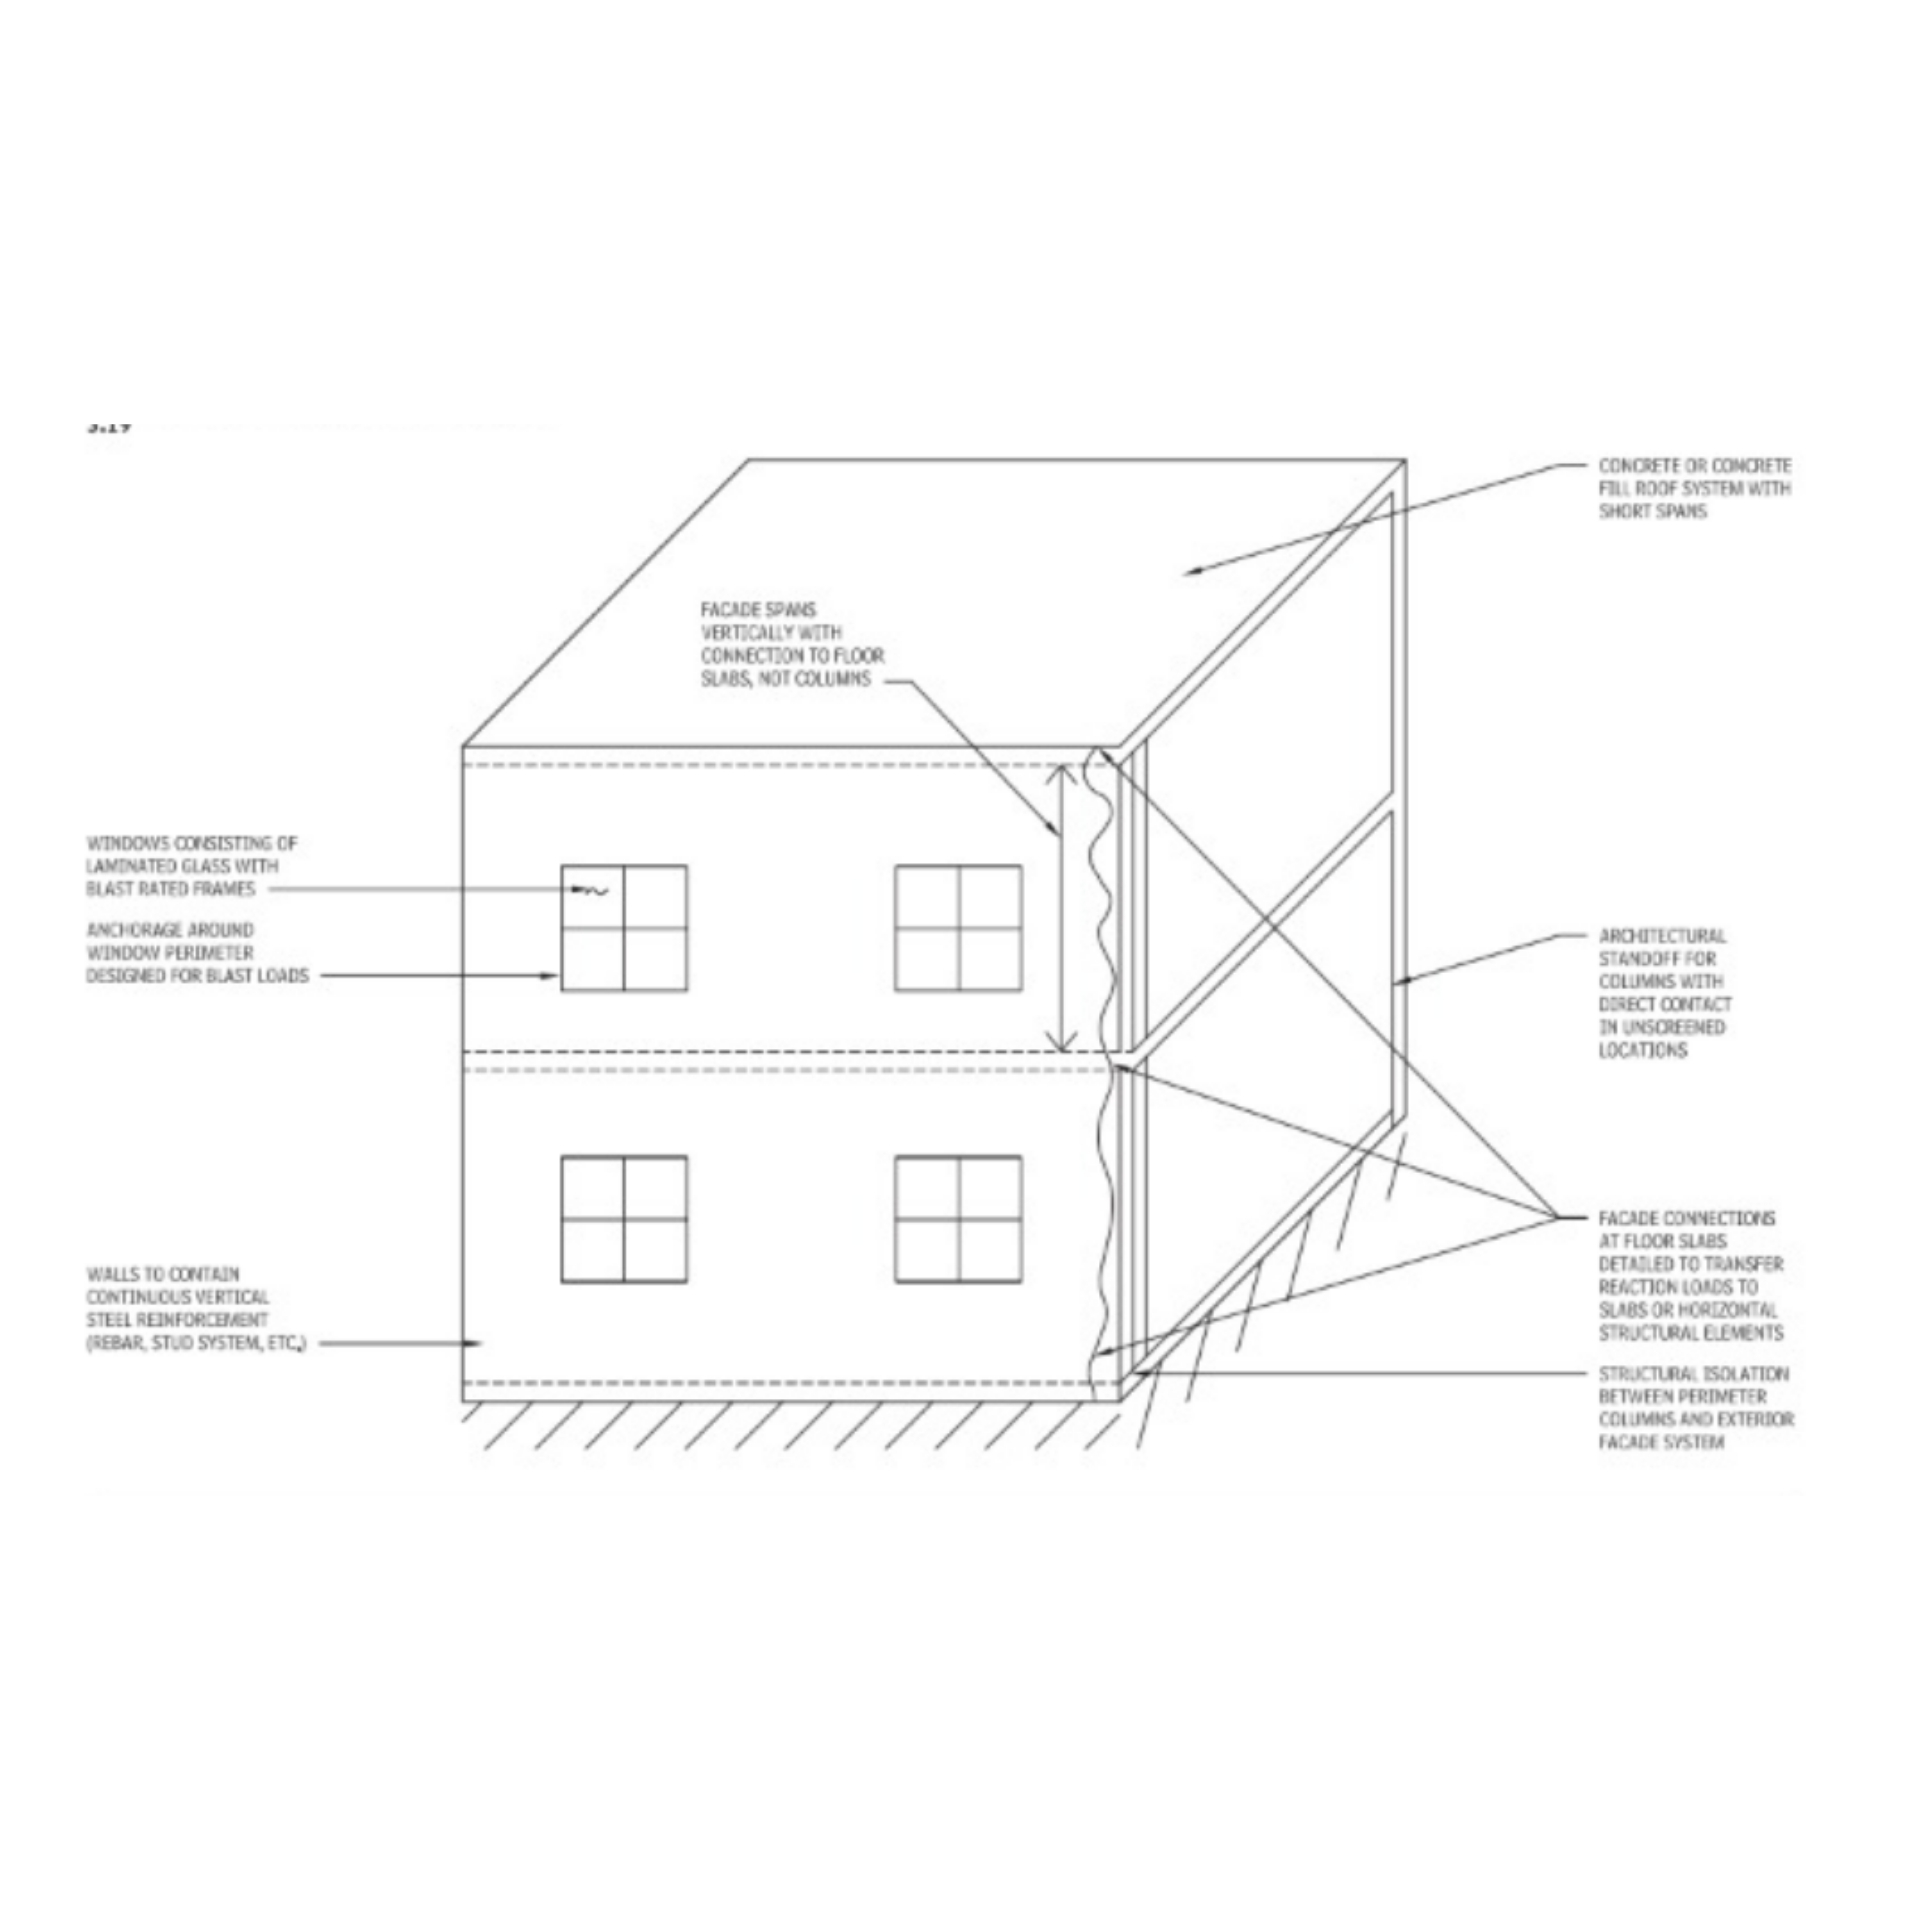 3.19
CONCRETE OR CONCRETE
FILL ROOF SYSTEM WITH
SHORT SPANS
FACADE SPANS
VERTICALLY WITH
CONNECTION TO FLOOR
SLABS, NOT COLUMNS
WINDOWS CONSISTING OF
LAMINATED GLASS WITH
BLAST RATED FRAMES
ANCHORAGE AROUND
WINDOW PERIMETER
DESIGNED FOR BLAST LOADS
ARCHITECTURAL
STANDOFF FOR
COLUMNS WITH
DIRECT CONTACT
IN UNSCREENED
LOCATIONS
WALLS TO CONTAIN
CONTINUOUS VERTICAL
STEEL REINFORCEMENT
(REBAR, STUD SYSTEM, ETC.)
FACADE CONNECTIONS
AT FLOOR SLABS
DETAILED TO TRANSFER
REACTION LOADS TO
SLABS OR HORIZONTAL
STRUCTURAL ELEMENTS
STRUCTURAL ISOLATION
BETWEEN PERIMETER
COLUMNS AND EXTERIOR
FACADE SYSTEM